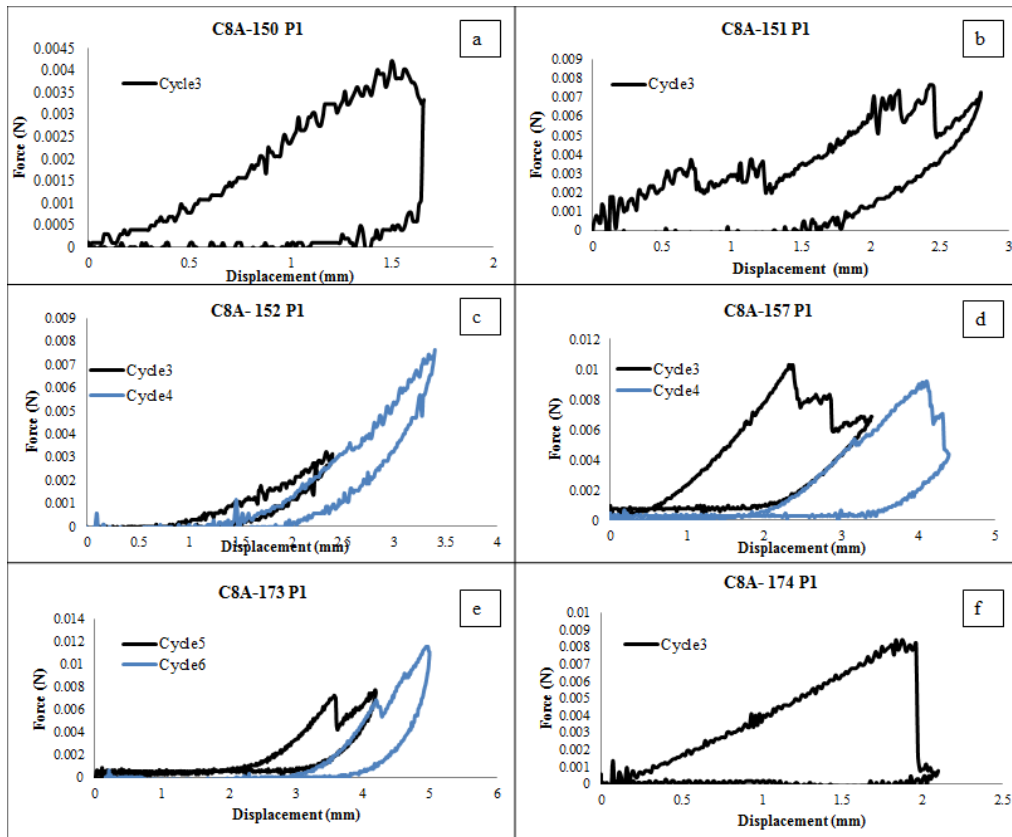 C8A-150 P1
a
Cycle3
Force (N)
0.0045
0.004
0.0035
0.003
0.0025
0.002
0.0015
0.001
0.0005
0
0 0.5 1 1.5 2
Displacement (mm)
C8A-151 P1
b
Cycle3
Force (N)
0.009
0.008
0.007
0.006
0.005
0.004
0.003
0.002
0.001
0
0 0.5 1 1.5 2 2.5 3
Displacement (mm)
C8A- 152 P1
c
Cycle3
Cycle4
Force (N)
0.009
0.008
0.007
0.006
0.005
0.004
0.003
0.002
0.001
0
0 0.5 1 1.5 2 2.5 3 3.5 4
Displacement (mm)
C8A-157 P1
d
Cycle3
Cycle4
Force (N)
0.012
0.01
0.008
0.006
0.004
0.002
0
0 1 2 3 4 5
Displacement (mm)
C8A-173 P1
e
Cycle5
Cycle6
Force (N)
0.014
0.012
0.01
0.008
0.006
0.004
0.002
0
0 1 2 3 4 5 6
Displacement (mm)
C8A- 174 P1
f
Cycle3
Force (N)
0.01
0.009
0.008
0.007
0.006
0.005
0.004
0.003
0.002
0.001
0
0 0.5 1 1.5 2 2.5
Displacement (mm)